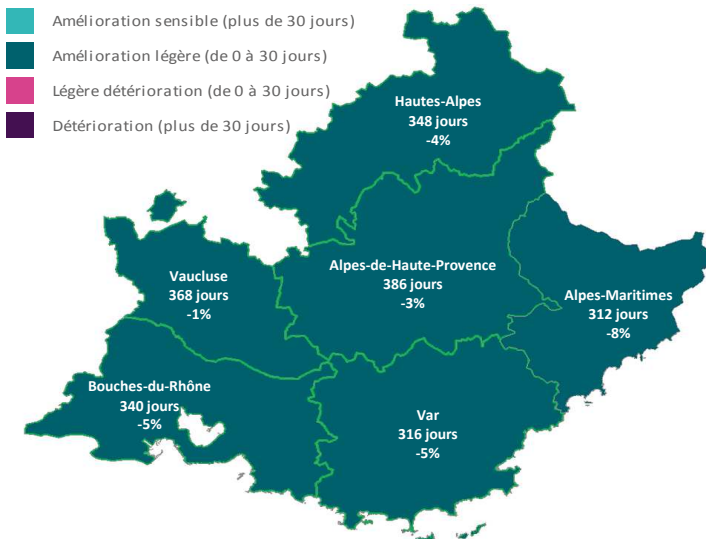 Amélioration sensible (plus de 30 jours)
Amélioration légère (de 0 à 30 jours)
Légère détérioration (de 0 à 30 jours)
Détérioration (plus de 30 jours)
Hautes-Alpes
348 jours
-4%
Alpes-de-Haute-Provence
386 jours
-3%
Vaucluse
368 jours
-1%
Alpes-Maritimes
312 jours
-8%
Bouches-du-Rhône
340 jours
-5%
Var
316 jours
-5%